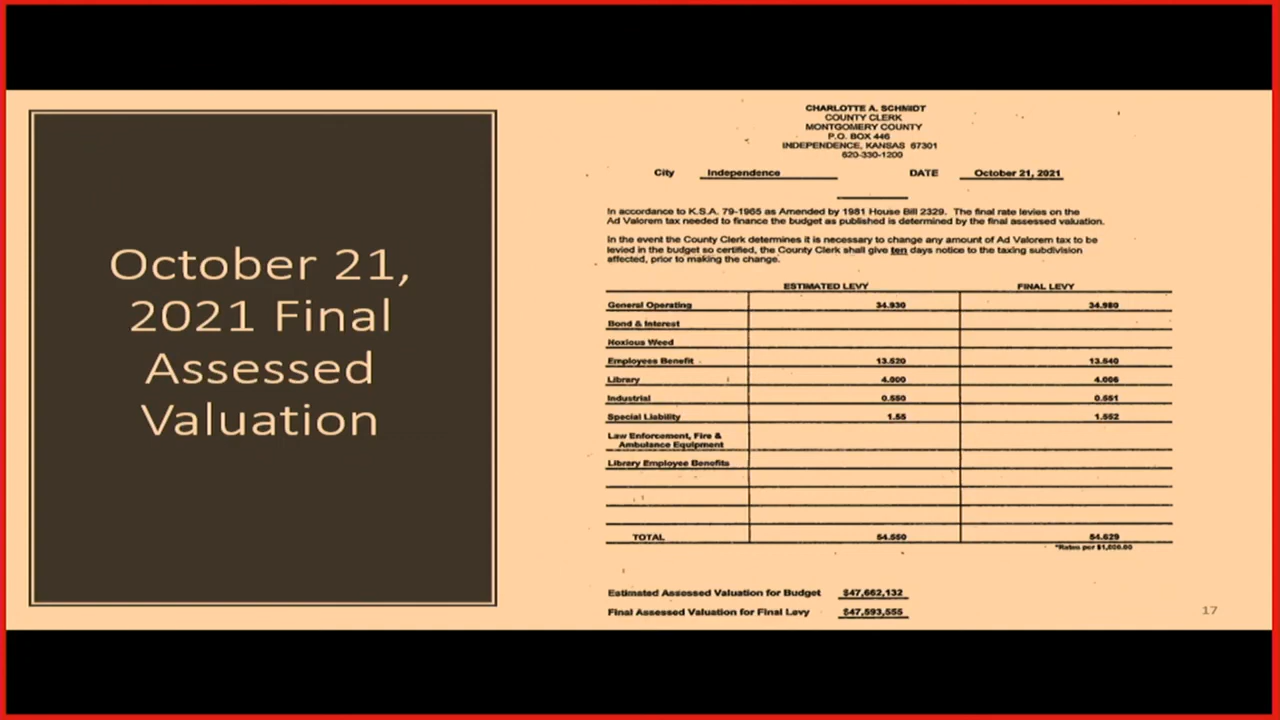 October 21,
2021 Final
Assessed
Valuation
CHARLOTTE A. SCHMIDT
COUNTY CLERK
MONTGOMERY COUNTY
P.O. BOX 446
INDEPENDENCE, KANSAS 67301
620-330-1200
City Independence DATE October 21, 2021
In accordance to K.S.A. 79-1965 as Amended by 1981 House Bill 2329. The final rate levies on the
Ad Valorem tax needed to finance the budget as published is determined by the final assessed valuation.
In the event the County Clerk determines it is necessary to change any amount of Ad Valorem tax to be
levied in the budget so certified, the County Clerk shall give ten days notice to the taxing subdivision
affected, prior to making the change.
ESTIMATED LEVY FINAL LEVY
General Operating 34.930 34.980
Bond & Interest
Noxious Weed
Employees Benefit 13.520 13.540
Library 4.000 4.006
Industrial 0.550 0.551
Special Liability 1.55 1.552
Law Enforcement, Fire &
Ambulance Equipment
Library Employee Benefits
TOTAL 54.550 54.629
*Rates per $1,000.00
Estimated Assessed Valuation for Budget $47,662,132
Final Assessed Valuation for Final Levy $47,593,555
17